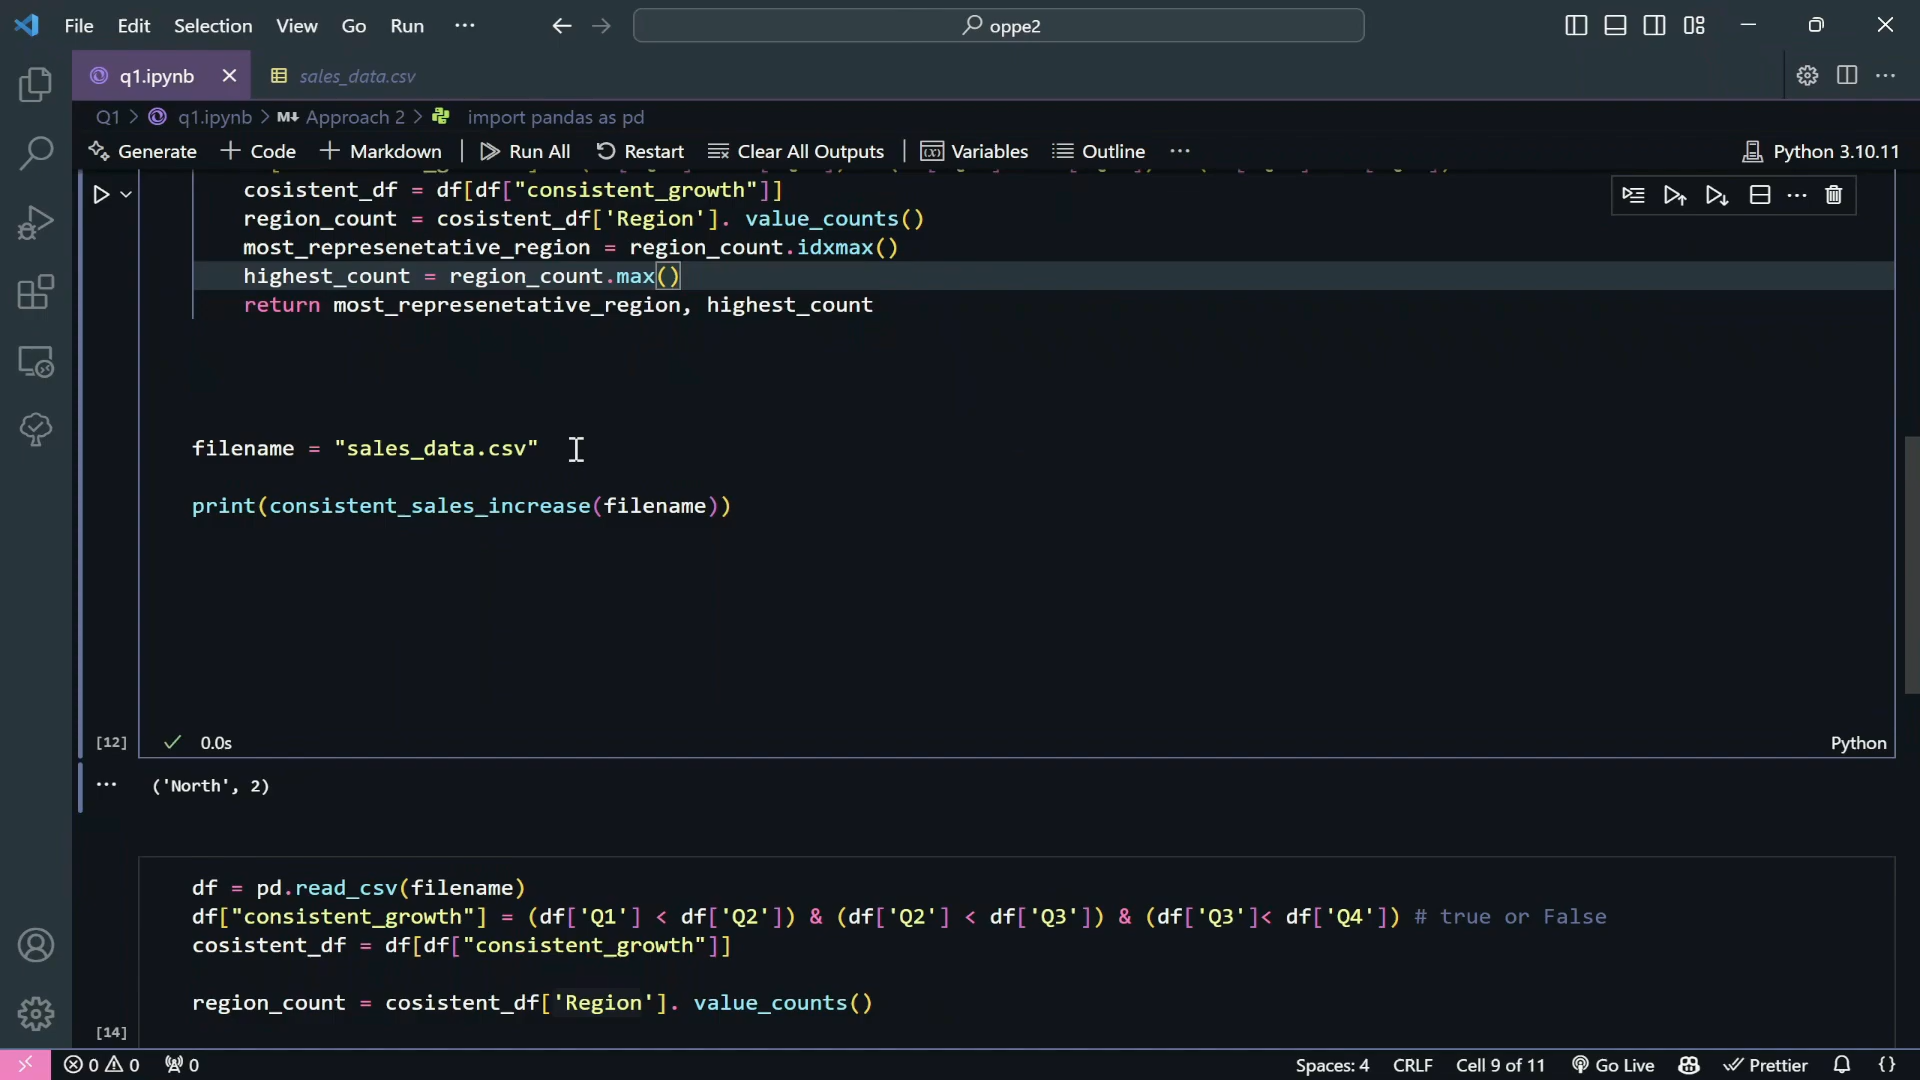 File Edit Selection View Go Run ··· oppe2
q1.ipynb sales_data.csv
Q1 > q1.ipynb > M↓ Approach 2 > import pandas as pd
Generate + Code + Markdown | Run All Restart Clear All Outputs | Variables Outline ··· Python 3.10.11
cosistent_df = df[df["consistent_growth"]]
region_count = cosistent_df['Region']. value_counts()
most_represenetative_region = region_count.idxmax()
highest_count = region_count.max()
return most_represenetative_region, highest_count
filename = "sales_data.csv"
print(consistent_sales_increase(filename))
[12] 0.0s Python
('North', 2)
df = pd.read_csv(filename)
df["consistent_growth"] = (df['Q1'] < df['Q2']) & (df['Q2'] < df['Q3']) & (df['Q3']< df['Q4']) # true or False
cosistent_df = df[df["consistent_growth"]]
region_count = cosistent_df['Region']. value_counts()
[14]
0 0 0 Spaces: 4 CRLF Cell 9 of 11 Go Live Prettier {}